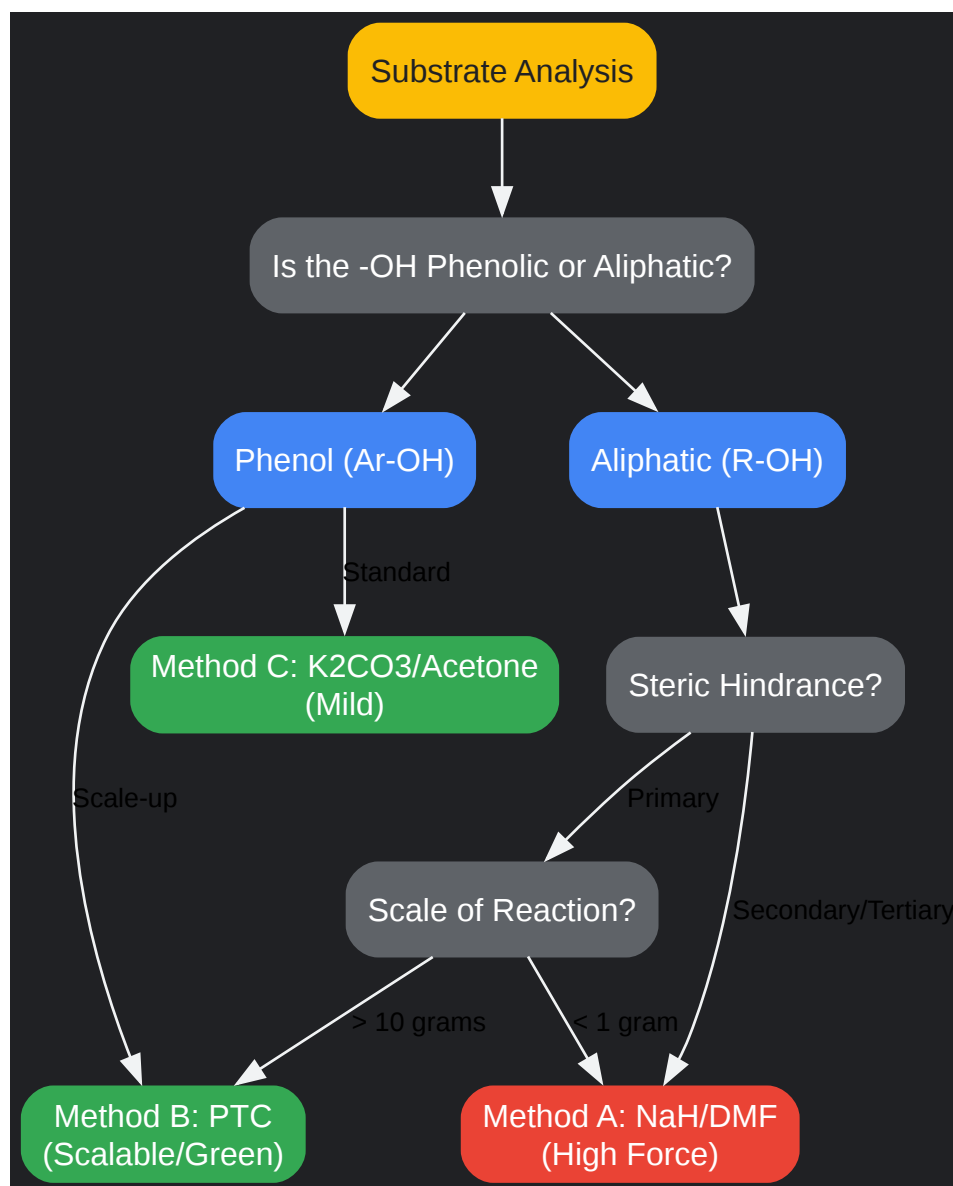 Substrate Analysis
Is the -OH Phenolic or Aliphatic?
Phenol (Ar-OH)
Aliphatic (R-OH)
Standard
Method C: K2CO3/Acetone
(Mild)
Steric Hindrance?
Scale-up
Primary
Scale of Reaction?
Secondary/Tertiary
> 10 grams
< 1 gram
Method B: PTC
(Scalable/Green)
Method A: NaH/DMF
(High Force)